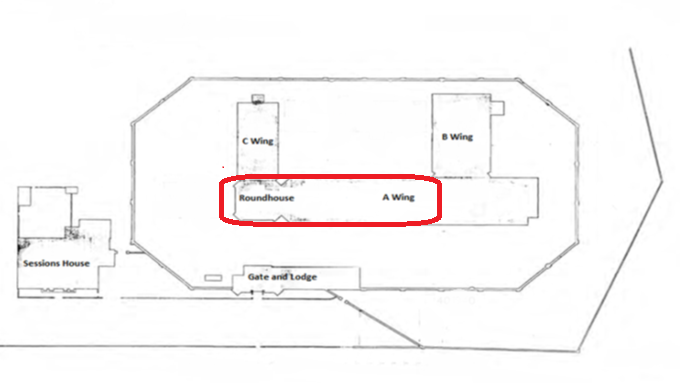 C Wing
B Wing
Roundhouse
A Wing
Sessions House
Gate and Lodge